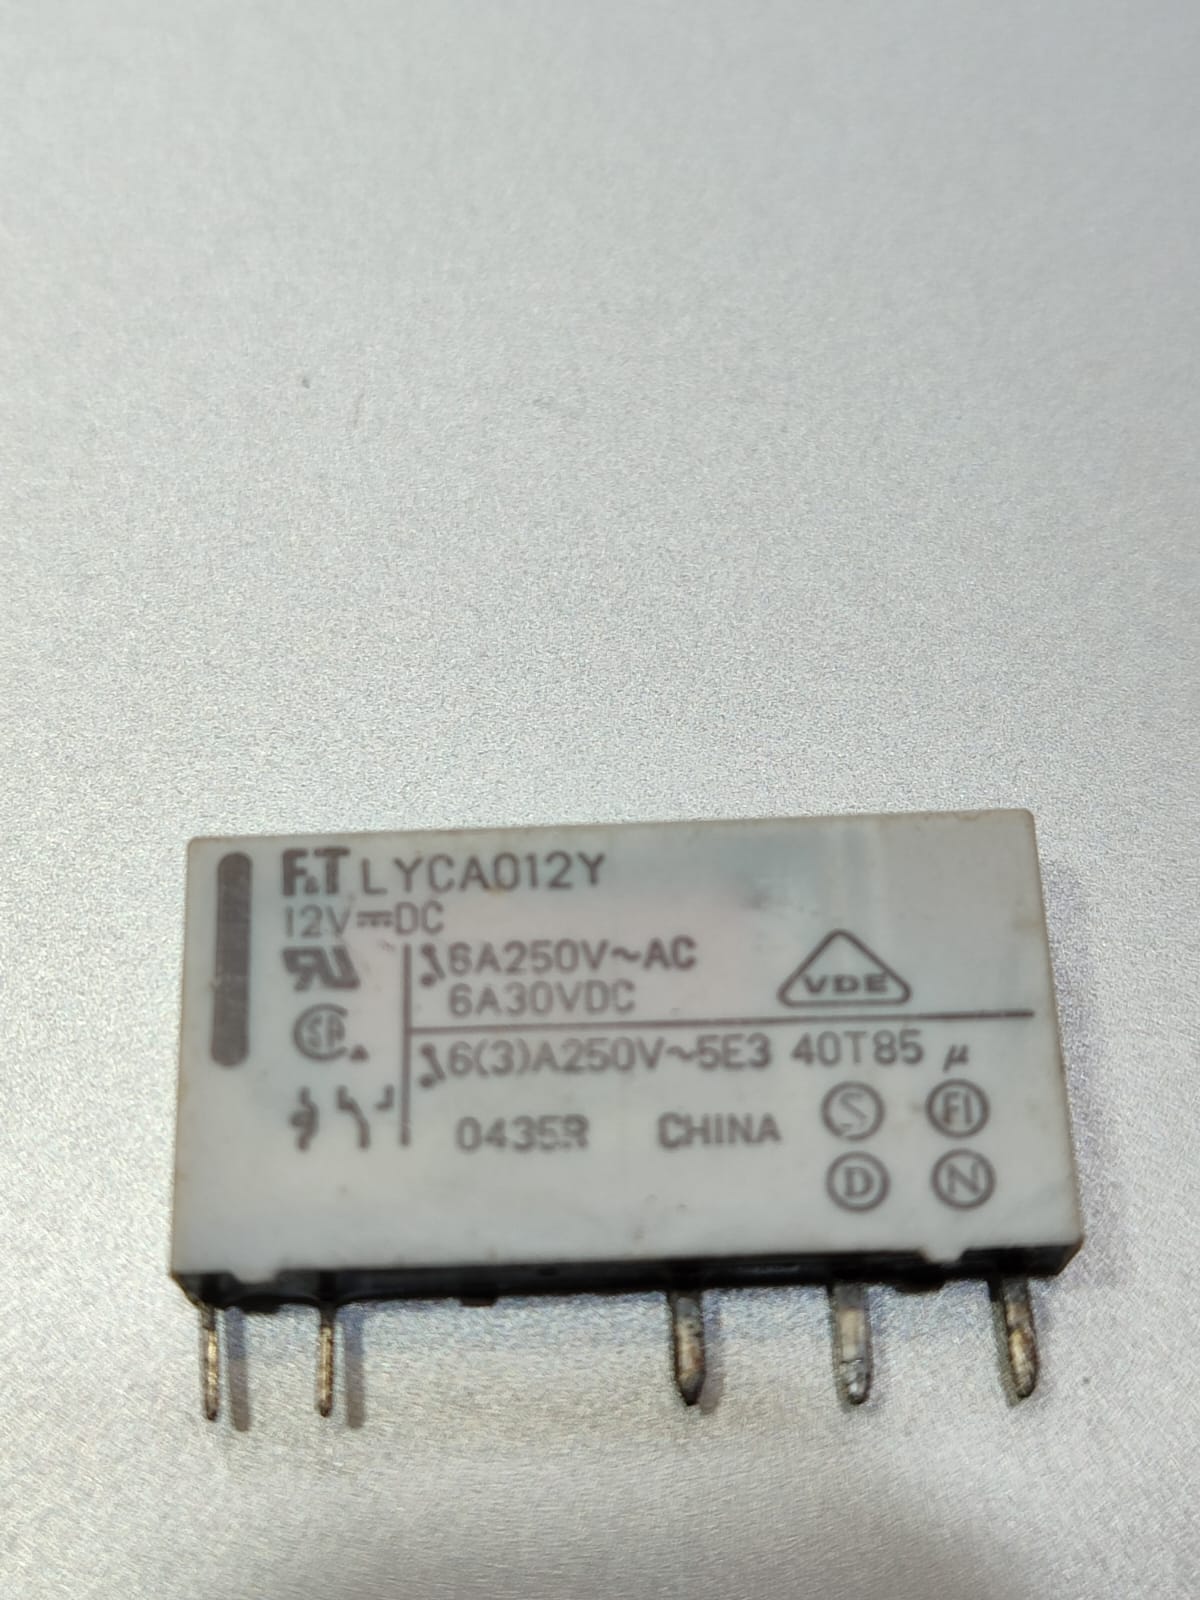 F&T LYCA012Y
12V⎓DC
6A250V~AC
6A30VDC
VDE
6(3)A250V~5E3 40T85 µ
0435R CHINA
S FI
D N